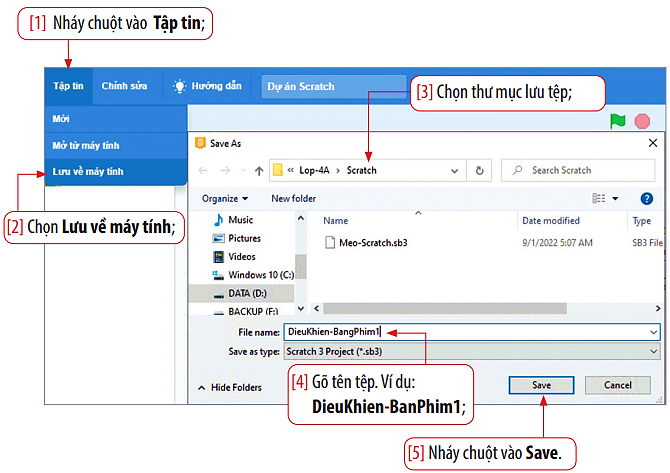 [1] Nháy chuột vào Tập tin;
Tập tin Chỉnh sửa Hướng dẫn Dự án Scratch
[3] Chọn thư mục lưu tệp;
Mới
Mở từ máy tính
Lưu về máy tính
[2] Chọn Lưu về máy tính;
Save As
« Lop-4A › Scratch
Search Scratch
Organize
New folder
Music
Pictures
Videos
Windows 10 (C:)
DATA (D:)
BACKUP (F:)
Name Date modified Type
Meo-Scratch.sb3 9/1/2022 5:07 AM SB3 File
File name: DieuKhien-BangPhim1
Save as type: Scratch 3 Project (*.sb3)
Hide Folders
[4] Gõ tên tệp. Ví dụ:
DieuKhien-BanPhim1;
Save Cancel
[5] Nháy chuột vào Save.